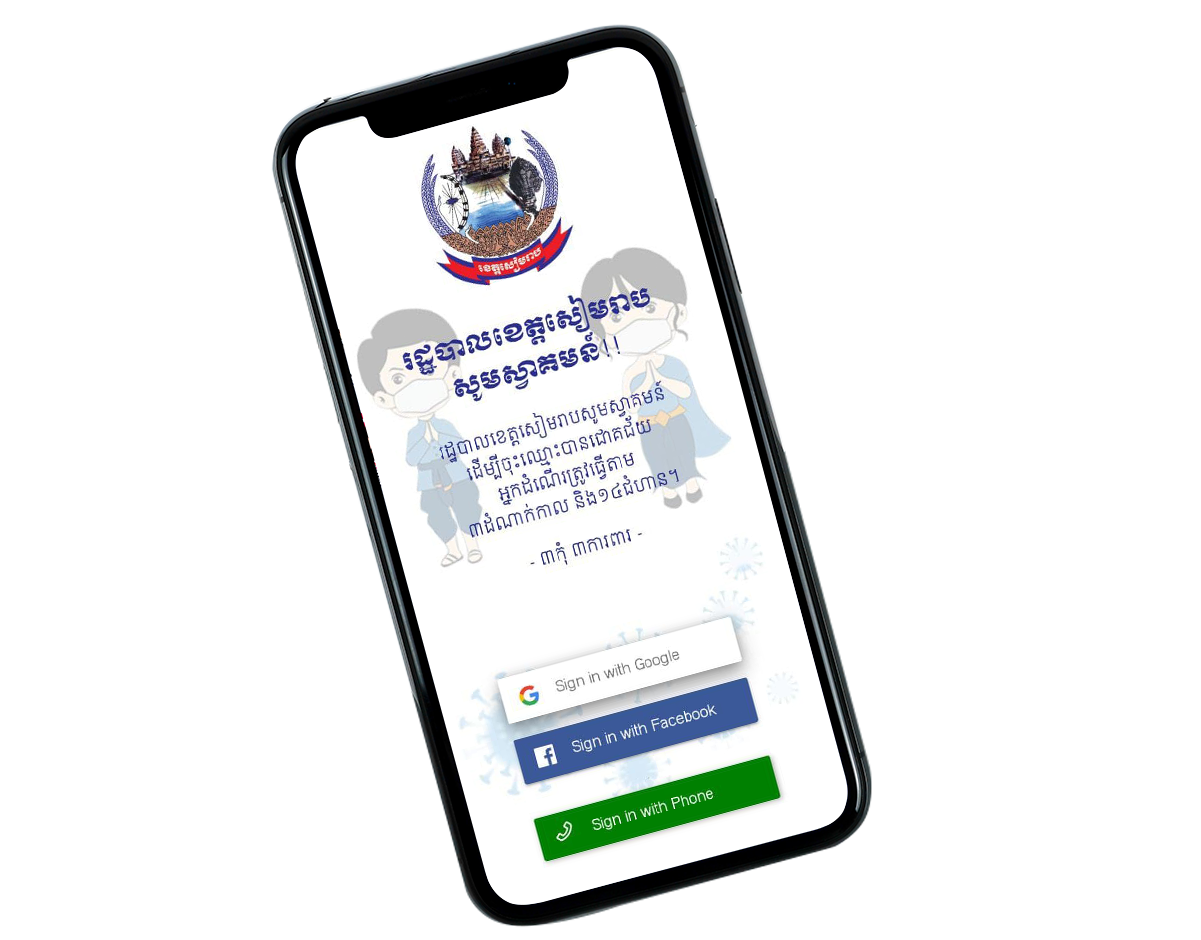 ខេត្តសៀមរាប
រដ្ឋបាលខេត្តសៀមរាប
សូមស្វាគមន៍!!
រដ្ឋបាលខេត្តសៀមរាបសូមស្វាគមន៍
ដើម្បីចុះឈ្មោះបានជោគជ័យ
អ្នកដំណើរត្រូវធ្វើតាម
៣ដំណាក់កាល និង១៤ជំហាន។
- ៣កុំ ៣ការពារ -
Sign in with Google
Sign in with Facebook
Sign in with Phone